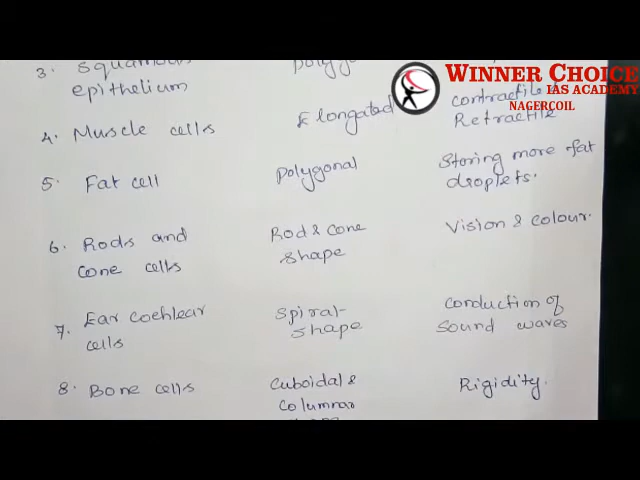 WINNER CHOICE
IAS ACADEMY
NAGERCOIL
3. Squamous
epithelium
4. Muscle cells Elongated contractile &
Retractile
5. Fat cell Polygonal Storing more fat
droplets.
6. Rods and Rod & cone Vision & colour.
cone cells shape
7. Ear cochlear Spiral- Conduction of
cells shape sound waves
8. Bone cells Cuboidal & Rigidity.
columnar